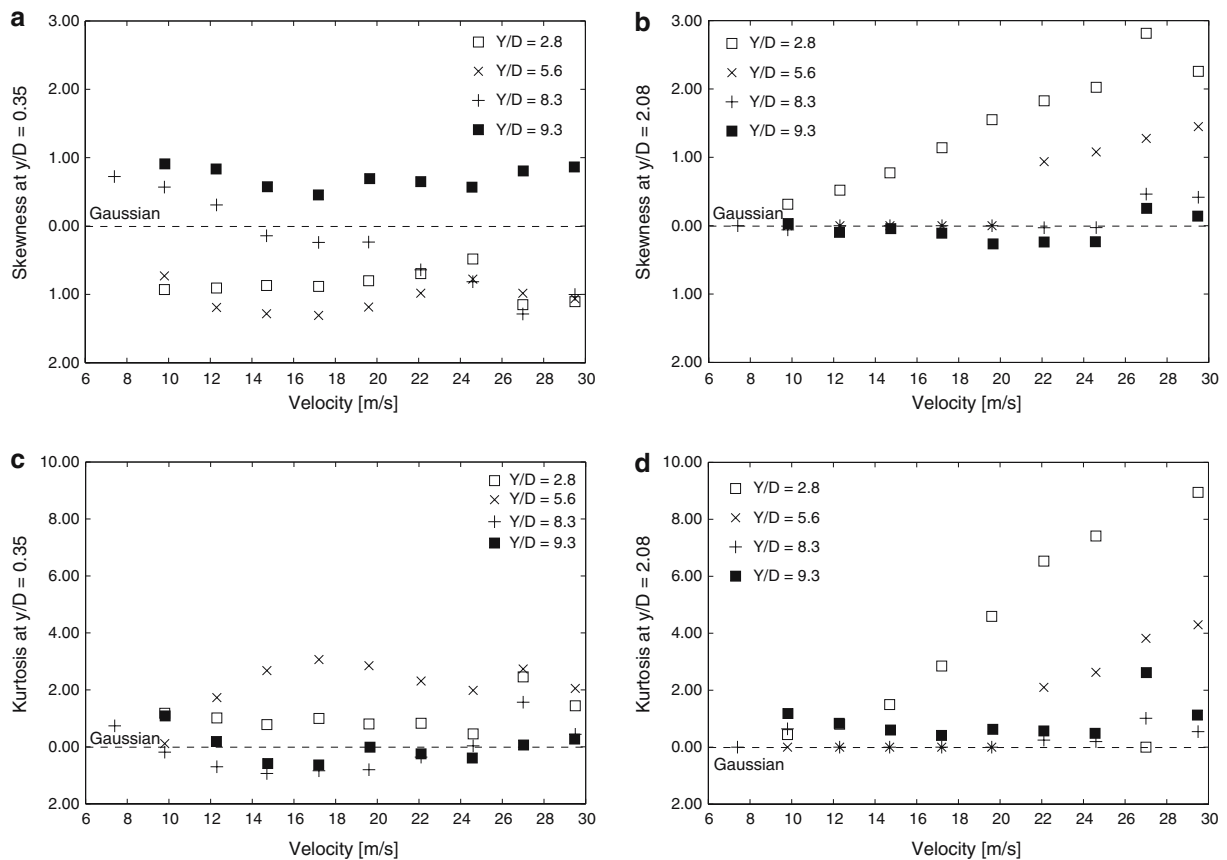 a
3.00
2.00
1.00
0.00
1.00
2.00
Skewness at y/D = 0.35
Gaussian
Y/D = 2.8
Y/D = 5.6
Y/D = 8.3
Y/D = 9.3
6 8 10 12 14 16 18 20 22 24 26 28 30
Velocity [m/s]
b
3.00
2.00
1.00
0.00
1.00
2.00
Skewness at y/D = 2.08
Gaussian
Y/D = 2.8
Y/D = 5.6
Y/D = 8.3
Y/D = 9.3
6 8 10 12 14 16 18 20 22 24 26 28 30
Velocity [m/s]
c
10.00
8.00
6.00
4.00
2.00
0.00
2.00
Kurtosis at y/D = 0.35
Gaussian
Y/D = 2.8
Y/D = 5.6
Y/D = 8.3
Y/D = 9.3
6 8 10 12 14 16 18 20 22 24 26 28 30
Velocity [m/s]
d
10.00
8.00
6.00
4.00
2.00
0.00
2.00
Kurtosis at y/D = 2.08
Gaussian
Y/D = 2.8
Y/D = 5.6
Y/D = 8.3
Y/D = 9.3
6 8 10 12 14 16 18 20 22 24 26 28 30
Velocity [m/s]